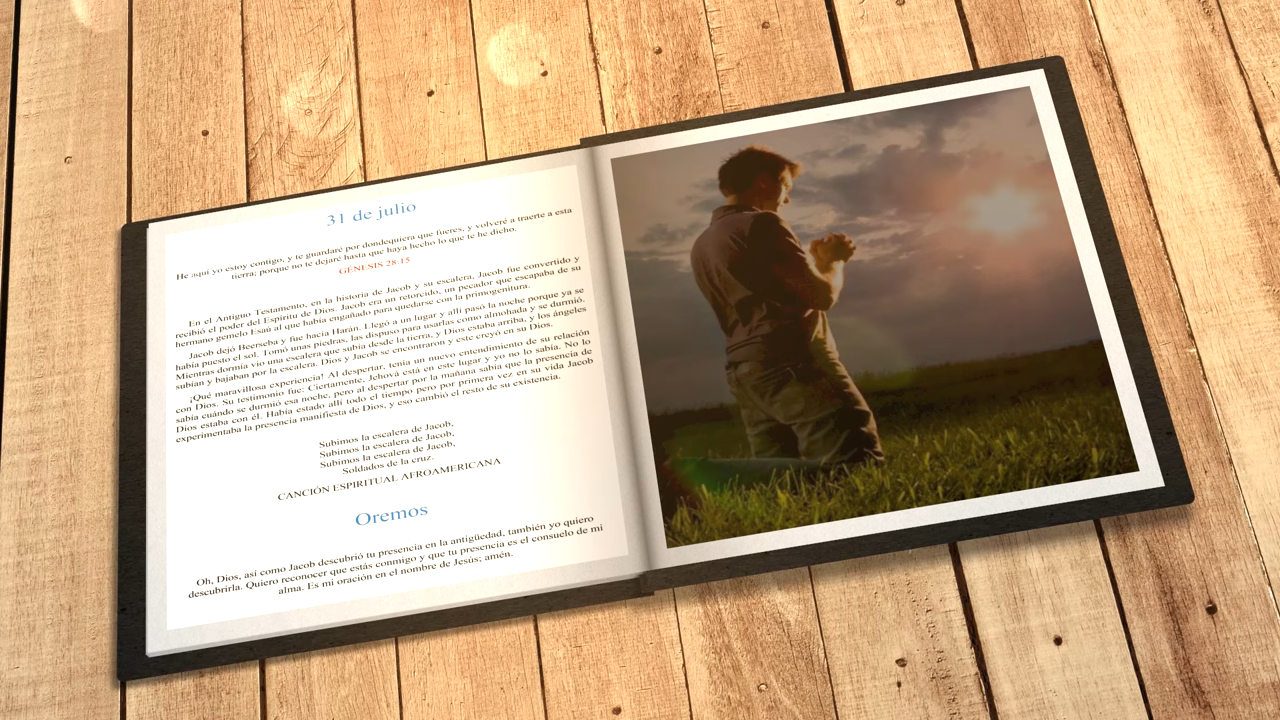 31 de julio
He aquí yo estoy contigo, y te guardaré por dondequiera que fueres, y volveré a traerte a esta
tierra; porque no te dejaré hasta que haya hecho lo que te he dicho.
GÉNESIS 28:15
En el Antiguo Testamento, en la historia de Jacob y su escalera, Jacob fue convertido y
recibió el poder del Espíritu de Dios. Jacob era un retorcido, un pecador que escapaba de su
hermano gemelo Esaú al que había engañado para quedarse con la primogenitura.
Jacob dejó Beerseba y fue hacia Harán. Llegó a un lugar y allí pasó la noche porque ya se
había puesto el sol. Tomó unas piedras, las dispuso para usarlas como almohada y se durmió.
Mientras dormía vio una escalera que subía desde la tierra, y Dios estaba arriba, y los ángeles
subían y bajaban por la escalera. Dios y Jacob se encontraron y este creyó en su Dios.
¡Qué maravillosa experiencia! Al despertar, tenía un nuevo entendimiento de su relación
con Dios. Su testimonio fue: Ciertamente, Jehová está en este lugar y yo no lo sabía. No lo
sabía cuándo se durmió esa noche, pero al despertar por la mañana sabía que la presencia de
Dios estaba con él. Había estado allí todo el tiempo pero por primera vez en su vida Jacob
experimentaba la presencia manifiesta de Dios, y eso cambió el resto de su existencia.
Subimos la escalera de Jacob,
Subimos la escalera de Jacob,
Subimos la escalera de Jacob,
Soldados de la cruz.
CANCIÓN ESPIRITUAL AFROAMERICANA
Oremos
Oh, Dios, así como Jacob descubrió tu presencia en la antigüedad, también yo quiero
descubrirla. Quiero reconocer que estás conmigo y que tu presencia es el consuelo de mi
alma. Es mi oración en el nombre de Jesús; amén.